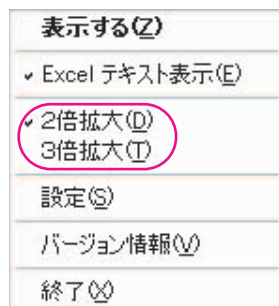 表示する(Z)
Excel テキスト表示(E)
2倍拡大(D)
3倍拡大(T)
設定(S)
バージョン情報(V)
終了(X)